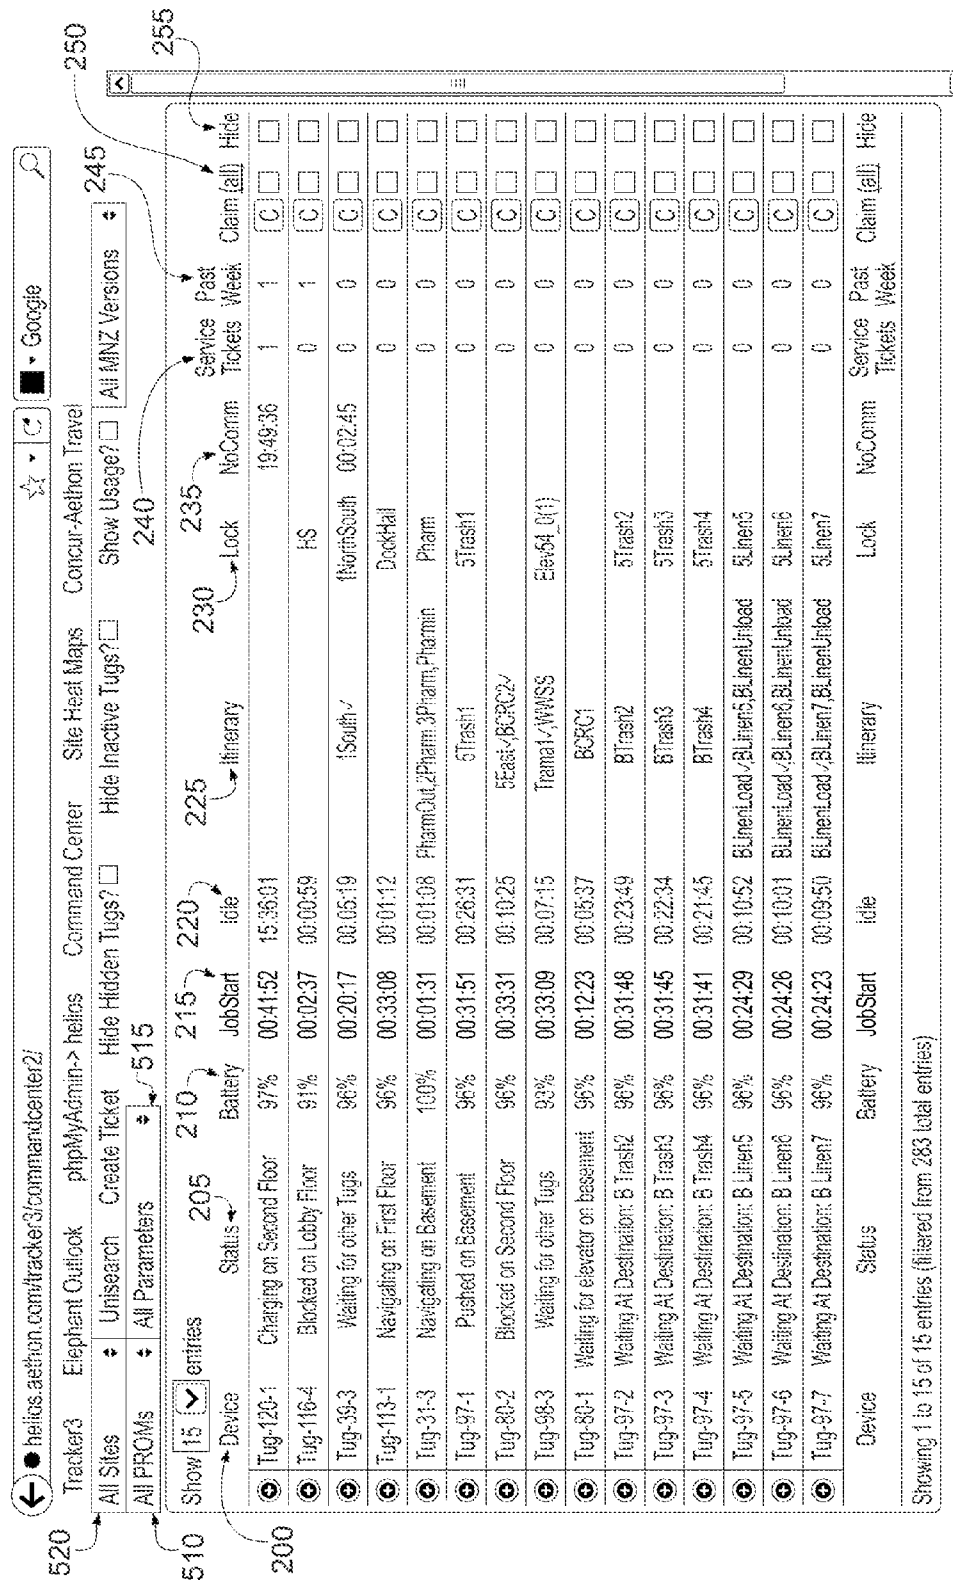 helios.aethon.com/tracker3/commandcenter2/ Google
Tracker3 Elephant Outlook phpMyAdmin-> helios Command Center Site Heat Maps Concur-Aethon Travel
520 All Sites Unisearch Create Ticket Hide Hidden Tugs? Hide Inactive Tugs? Show Usage? All MNZ Versions
510 All PROMs All Parameters 515
Show 15 entries
200 205 210 215 220 225 230 235 240 245 250 255
Device Status Battery JobStart Idle Itinerary Lock NoComm Service Tickets Past Week Claim (all) Hide
Tug-120-1 Charging on Second Floor 97% 00:41:52 15:36:01 19:49:36 1 1 C
Tug-116-4 Blocked on Lobby Floor 91% 00:02:37 00:00:59 HS 0 1 C
Tug-39-3 Waiting for other Tugs 96% 00:20:17 00:05:19 1South✓ 1NorthSouth 00:02:45 0 0 C
Tug-113-1 Navigating on First Floor 96% 00:33:08 00:01:12 DockHall 0 0 C
Tug-31-3 Navigating on Basement 100% 00:01:31 00:01:08 PharmOut,2Pharm,3Pharm,PharmIn Pharm 0 0 C
Tug-97-1 Pushed on Basement 96% 00:31:51 00:26:31 5Trash1 5Trash1 0 0 C
Tug-80-2 Blocked on Second Floor 96% 00:33:31 00:10:25 5East✓,BCRC2✓ 0 0 C
Tug-98-3 Waiting for other Tugs 93% 00:33:09 00:07:15 Trama1✓,WWSS Elev54_0(1) 0 0 C
Tug-80-1 Waiting for elevator on basement 96% 00:12:23 00:05:37 BCRC1 0 0 C
Tug-97-2 Waiting At Destination: B Trash2 96% 00:31:48 00:23:49 BTrash2 5Trash2 0 0 C
Tug-97-3 Waiting At Destination: B Trash3 96% 00:31:45 00:22:34 BTrash3 5Trash3 0 0 C
Tug-97-4 Waiting At Destination: B Trash4 96% 00:31:41 00:21:45 BTrash4 5Trash4 0 0 C
Tug-97-5 Waiting At Destination: B Linen5 96% 00:24:29 00:10:52 BLinenLoad✓,BLinen5,BLinenUnload 5Linen5 0 0 C
Tug-97-6 Waiting At Destination: B Linen6 96% 00:24:26 00:10:01 BLinenLoad✓,BLinen6,BLinenUnload 5Linen6 0 0 C
Tug-97-7 Waiting At Destination: B Linen7 96% 00:24:23 00:09:50 BLinenLoad✓,BLinen7,BLinenUnload 5Linen7 0 0 C
Device Status Battery JobStart Idle Itinerary Lock NoComm Service Tickets Past Week Claim (all) Hide
Showing 1 to 15 of 15 entries (filtered from 283 total entries)